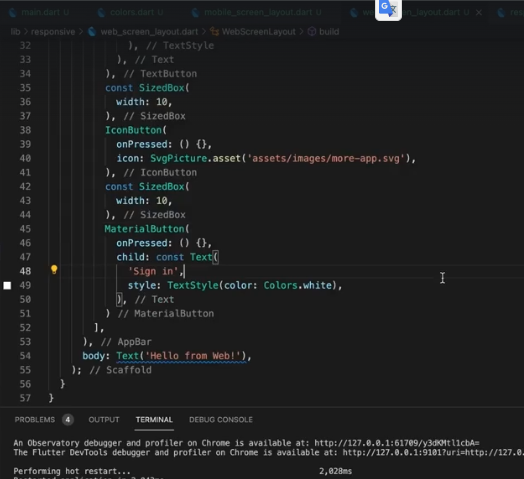 main.dart U colors.dart U mobile_screen_layout.dart U web_screen_layout.dart U
lib > responsive > web_screen_layout.dart > WebScreenLayout > build
32 ), // TextStyle
33 ), // Text
34 ), // TextButton
35 const SizedBox(
36 width: 10,
37 ), // SizedBox
38 IconButton(
39 onPressed: () {},
40 icon: SvgPicture.asset('assets/images/more-app.svg'),
41 ), // IconButton
42 const SizedBox(
43 width: 10,
44 ), // SizedBox
45 MaterialButton(
46 onPressed: () {},
47 child: const Text(
48 'Sign in',
49 style: TextStyle(color: Colors.white),
50 ), // Text
51 ) // MaterialButton
52 ],
53 ), // AppBar
54 body: Text('Hello from Web!'),
55 ); // Scaffold
56 }
57 }
PROBLEMS 4 OUTPUT TERMINAL DEBUG CONSOLE
An Observatory debugger and profiler on Chrome is available at: http://127.0.0.1:61709/y3dKMtl1cbA=
The Flutter DevTools debugger and profiler on Chrome is available at: http://127.0.0.1:9101?uri=http://127.0.
Performing hot restart... 2,028ms